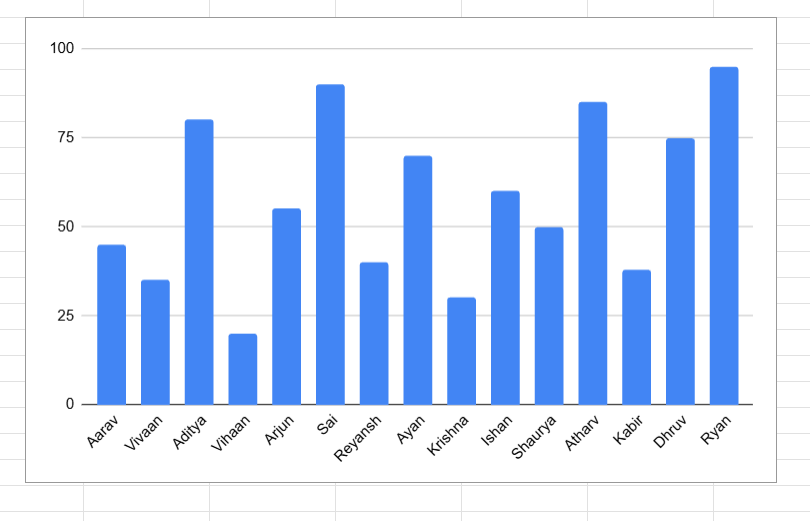 100
75
50
25
0
Aarav
Vivaan
Aditya
Vihaan
Arjun
Sai
Reyansh
Ayan
Krishna
Ishan
Shaurya
Atharv
Kabir
Dhruv
Ryan